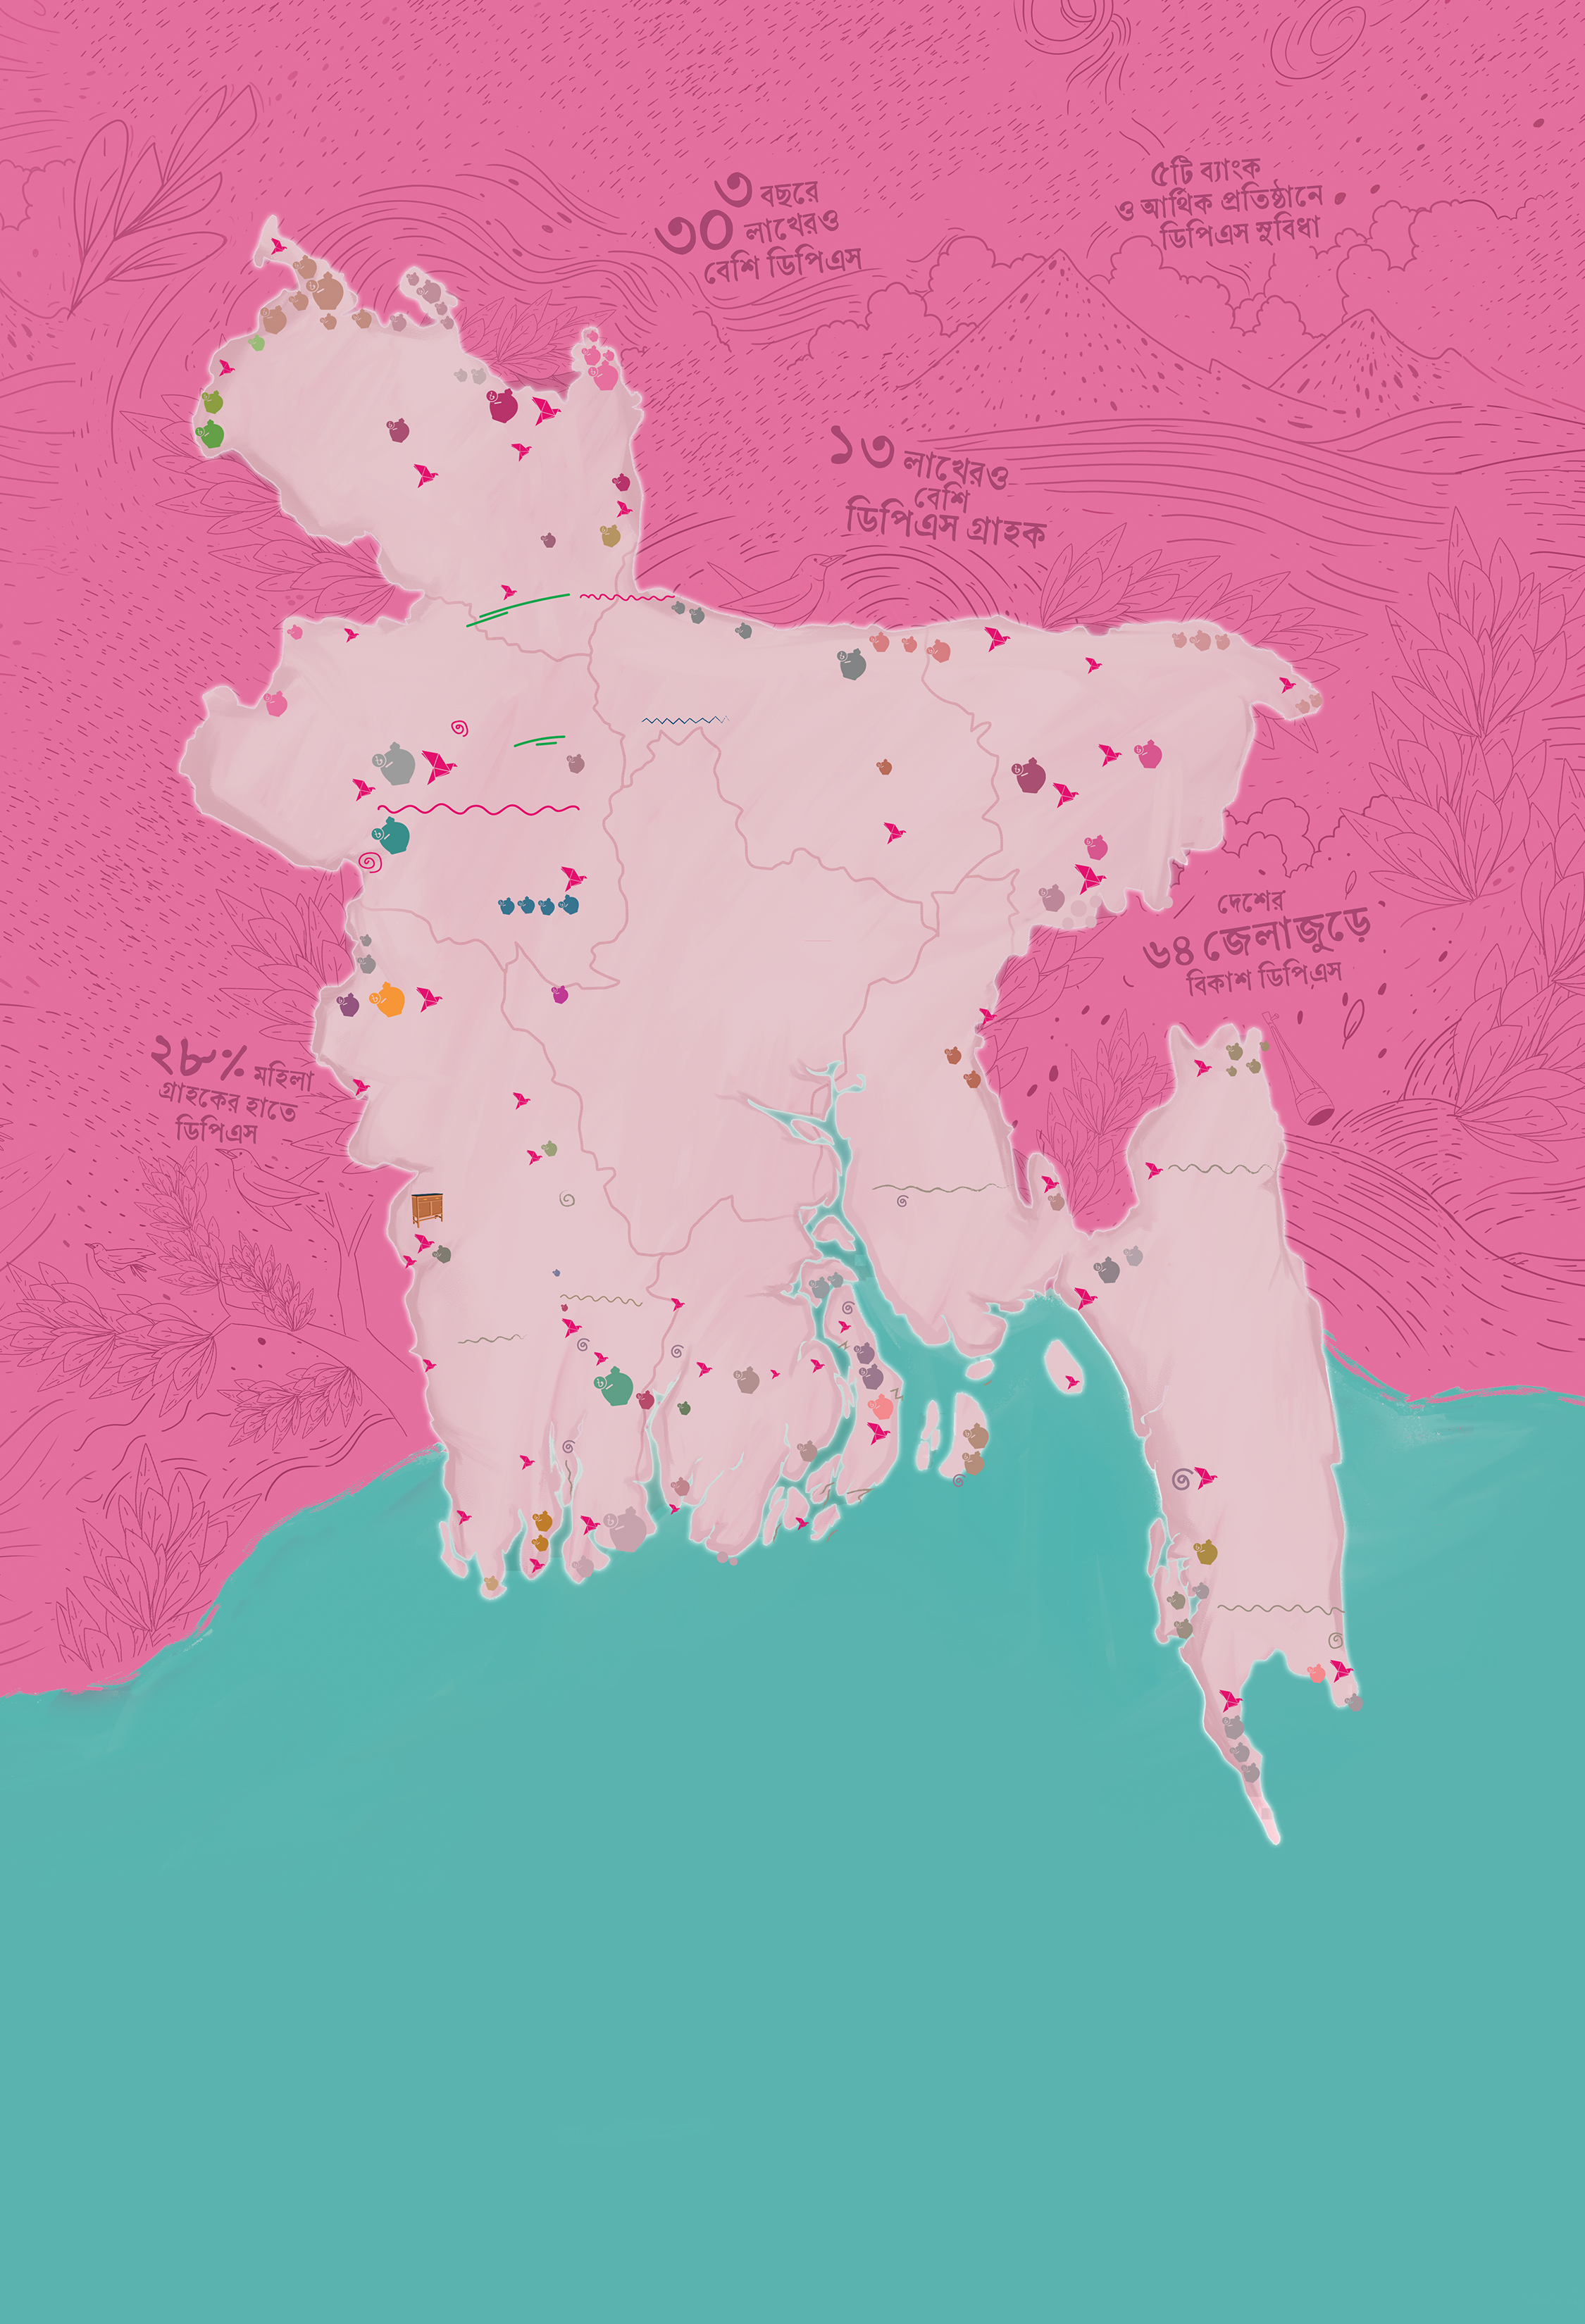 ৩ বছরে
৩০ লাখেরও
বেশি ডিপিএস
৫টি ব্যাংক
ও আর্থিক প্রতিষ্ঠানে
ডিপিএস সুবিধা
১৩ লাখেরও
বেশি
ডিপিএস গ্রাহক
দেশের
৬৪ জেলাজুড়ে
বিকাশ ডিপিএস
২৮% মহিলা
গ্রাহকের হাতে
ডিপিএস